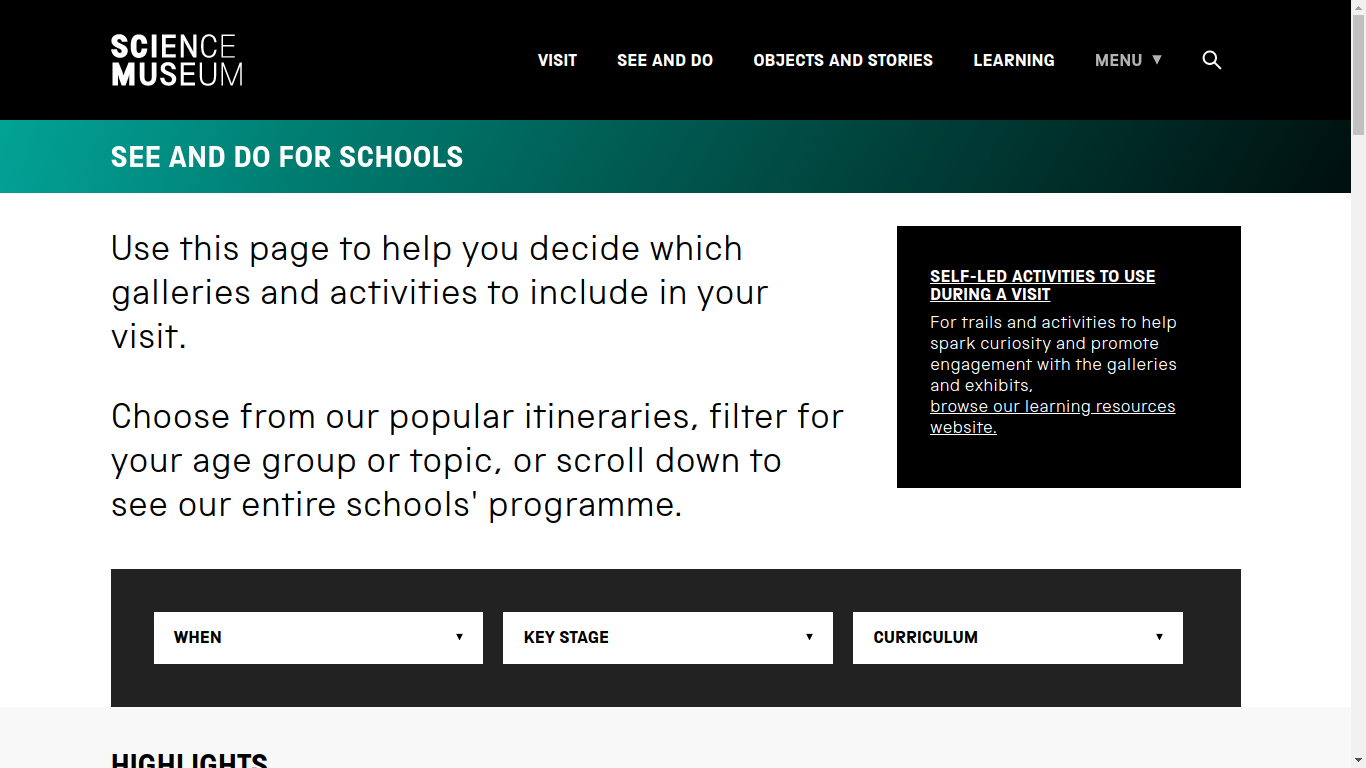 SCIENCE
MUSEUM
VISIT SEE AND DO OBJECTS AND STORIES LEARNING MENU ▼
SEE AND DO FOR SCHOOLS
Use this page to help you decide which
galleries and activities to include in your
visit.
Choose from our popular itineraries, filter for
your age group or topic, or scroll down to
see our entire schools' programme.
SELF-LED ACTIVITIES TO USE
DURING A VISIT
For trails and activities to help
spark curiosity and promote
engagement with the galleries
and exhibits,
browse our learning resources
website.
WHEN ▼ KEY STAGE ▼ CURRICULUM ▼
HIGHLIGHTS